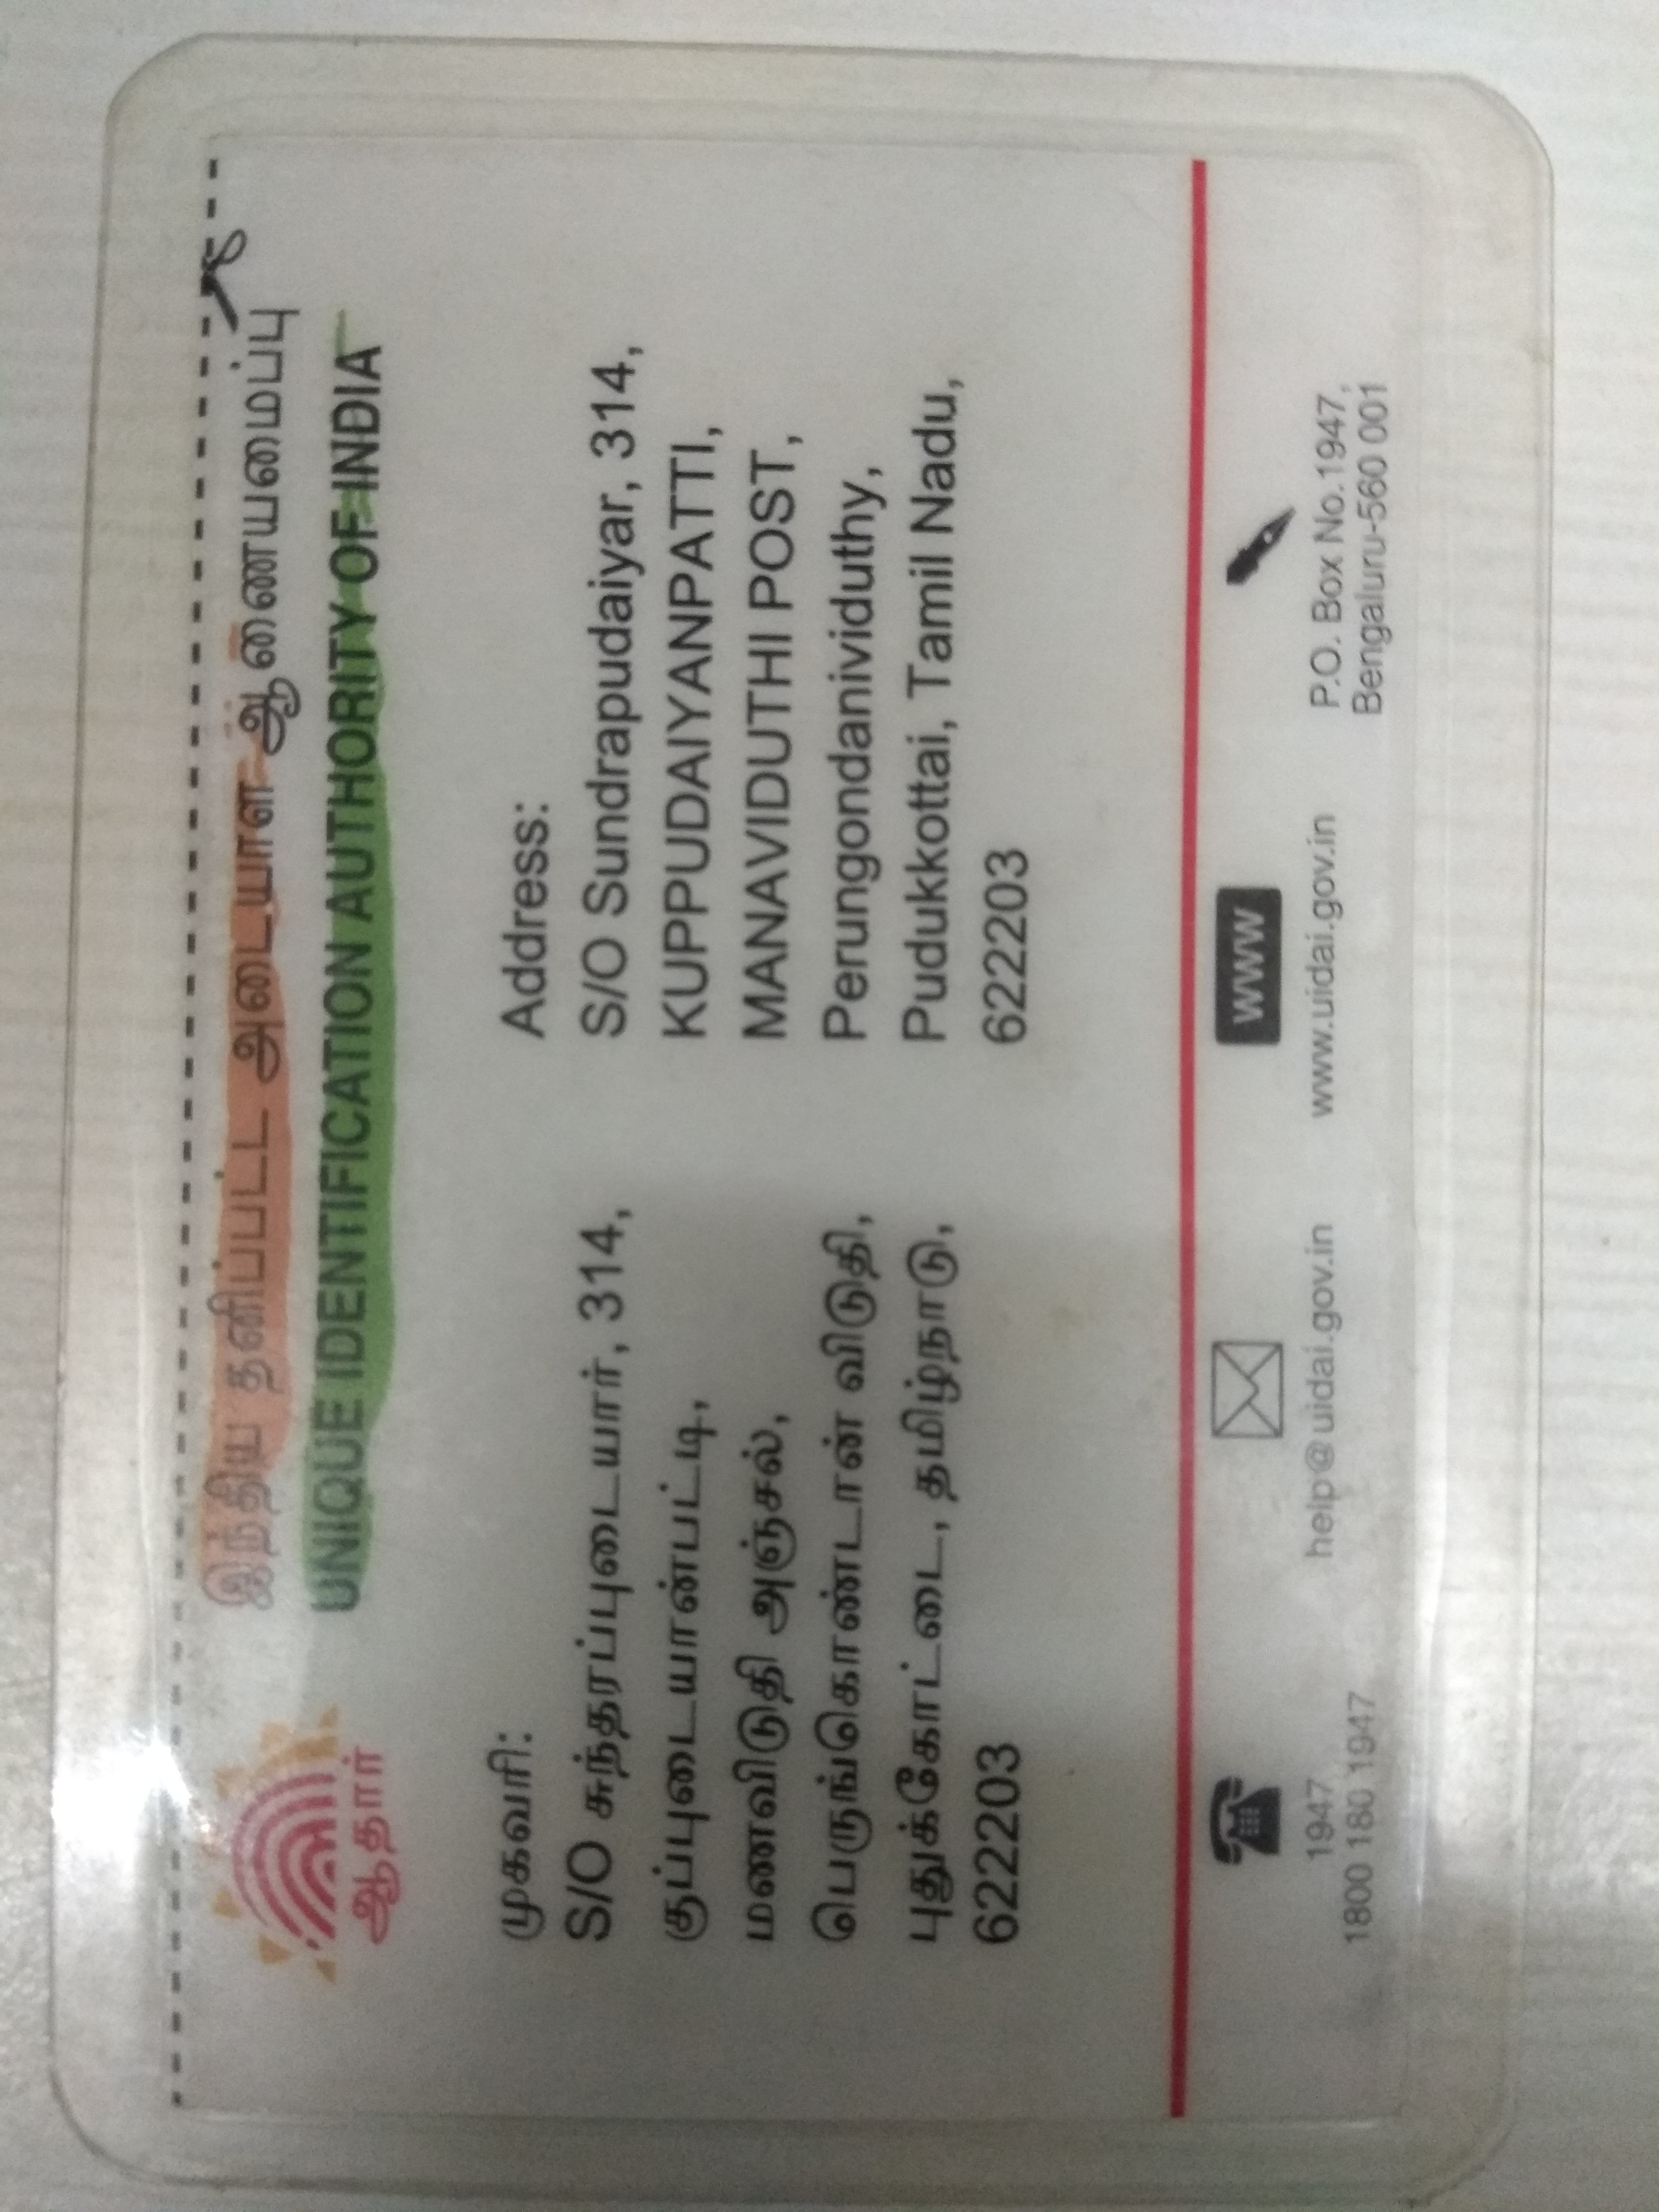 இந்திய தனிப்பட்ட அடையாள ஆணையமைப்பு
UNIQUE IDENTIFICATION AUTHORITY OF INDIA
ஆதார்
முகவரி:
S/O சுந்தரப்புடையார், 314,
குப்புடையான்பட்டி,
மணவிடுதி அஞ்சல்,
பெருங்கொண்டான் விடுதி,
புதுக்கோட்டை, தமிழ்நாடு,
622203
Address:
S/O Sundrapudaiyar, 314,
KUPPUDAIYANPATTI,
MANAVIDUTHI POST,
Perungondanividuthy,
Pudukkottai, Tamil Nadu,
622203
1947
1800 180 1947
help@uidai.gov.in
WWW
www.uidai.gov.in
P.O. Box No.1947,
Bengaluru-560 001